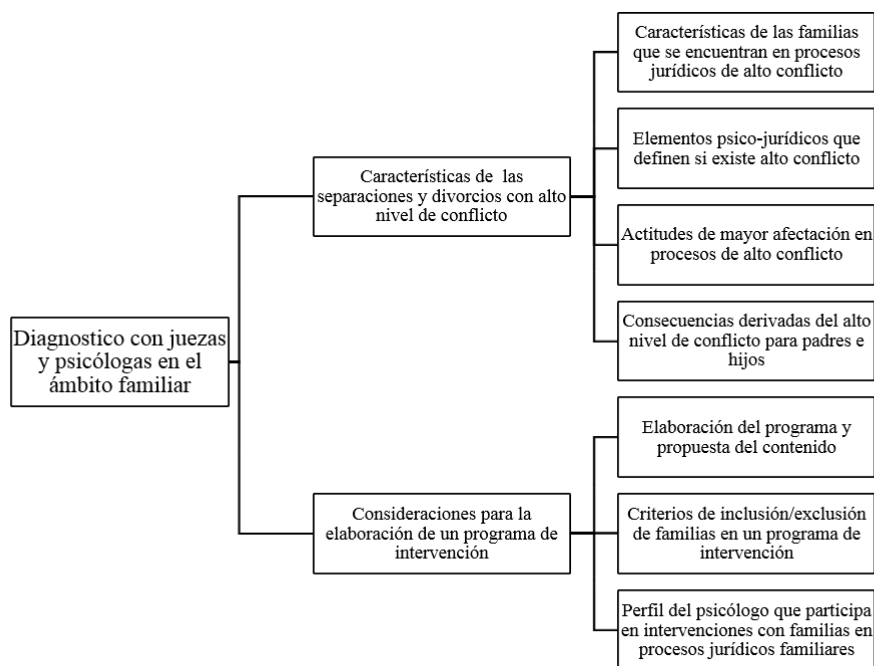 Diagnostico con juezas
y psicólogas en el
ámbito familiar
Características de las
separaciones y divorcios con alto
nivel de conflicto
Características de las familias
que se encuentran en procesos
jurídicos de alto conflicto
Elementos psico-jurídicos que
definen si existe alto conflicto
Actitudes de mayor afectación en
procesos de alto conflicto
Consecuencias derivadas del alto
nivel de conflicto para padres e
hijos
Consideraciones para la
elaboración de un programa de
intervención
Elaboración del programa y
propuesta del contenido
Criterios de inclusión/exclusión
de familias en un programa de
intervención
Perfil del psicólogo que participa
en intervenciones con familias en
procesos jurídicos familiares